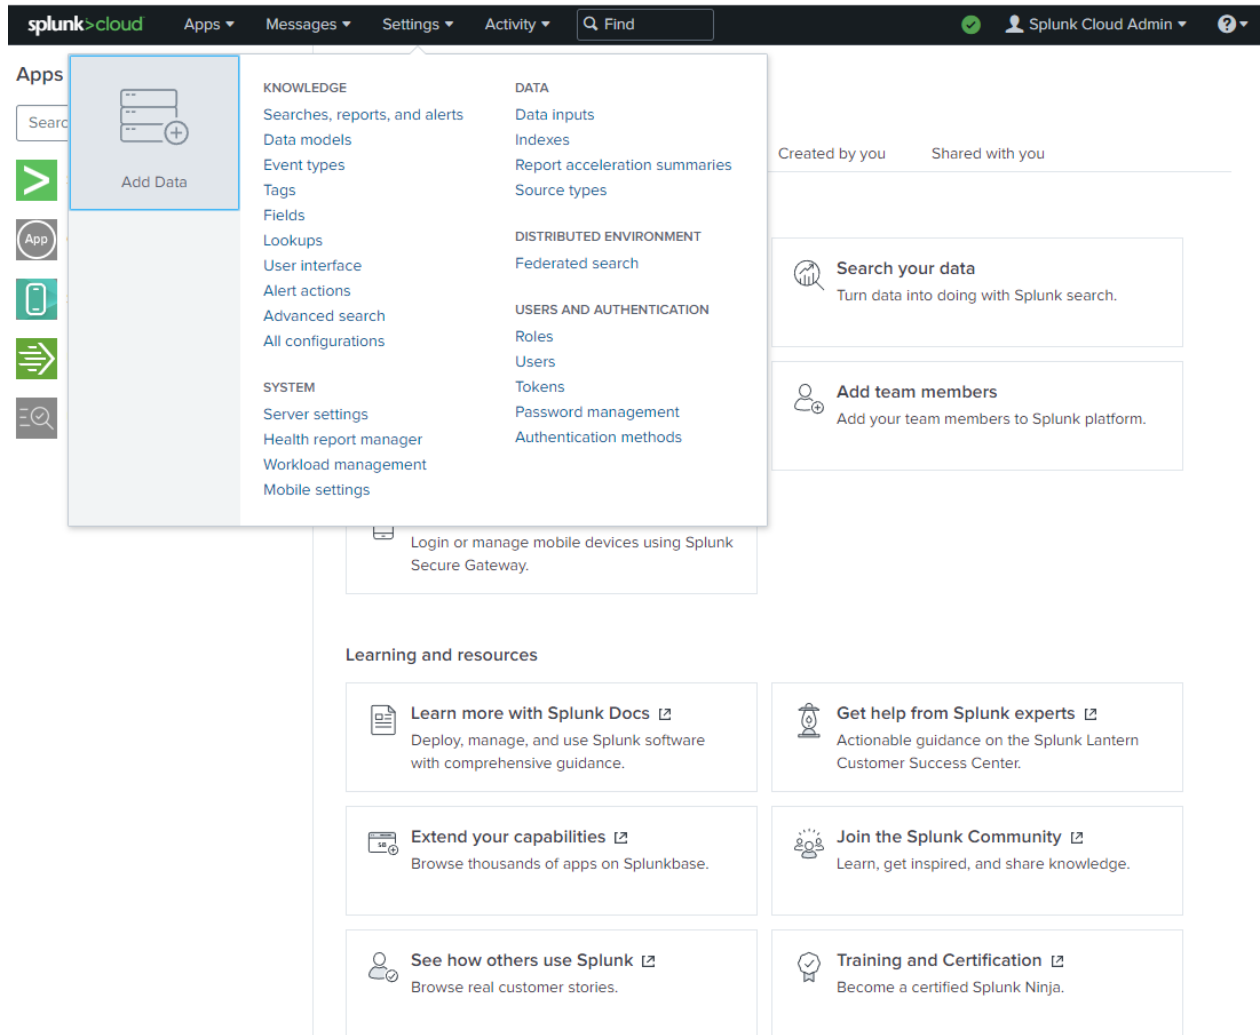 splunk>cloud Apps Messages Settings Activity Find Splunk Cloud Admin ?
Apps
Searc
App
Add Data
KNOWLEDGE
Searches, reports, and alerts
Data models
Event types
Tags
Fields
Lookups
User interface
Alert actions
Advanced search
All configurations
SYSTEM
Server settings
Health report manager
Workload management
Mobile settings
DATA
Data inputs
Indexes
Report acceleration summaries
Source types
DISTRIBUTED ENVIRONMENT
Federated search
USERS AND AUTHENTICATION
Roles
Users
Tokens
Password management
Authentication methods
Created by you Shared with you
Search your data
Turn data into doing with Splunk search.
Add team members
Add your team members to Splunk platform.
Login or manage mobile devices using Splunk
Secure Gateway.
Learning and resources
Learn more with Splunk Docs
Deploy, manage, and use Splunk software
with comprehensive guidance.
Get help from Splunk experts
Actionable guidance on the Splunk Lantern
Customer Success Center.
Extend your capabilities
Browse thousands of apps on Splunkbase.
Join the Splunk Community
Learn, get inspired, and share knowledge.
See how others use Splunk
Browse real customer stories.
Training and Certification
Become a certified Splunk Ninja.